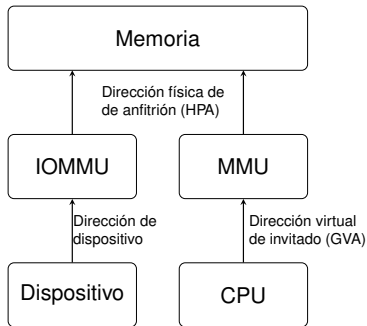 Memoria
Dirección física de
de anfitrión (HPA)
IOMMU
MMU
Dirección de
dispositivo
Dirección virtual
de invitado (GVA)
Dispositivo
CPU